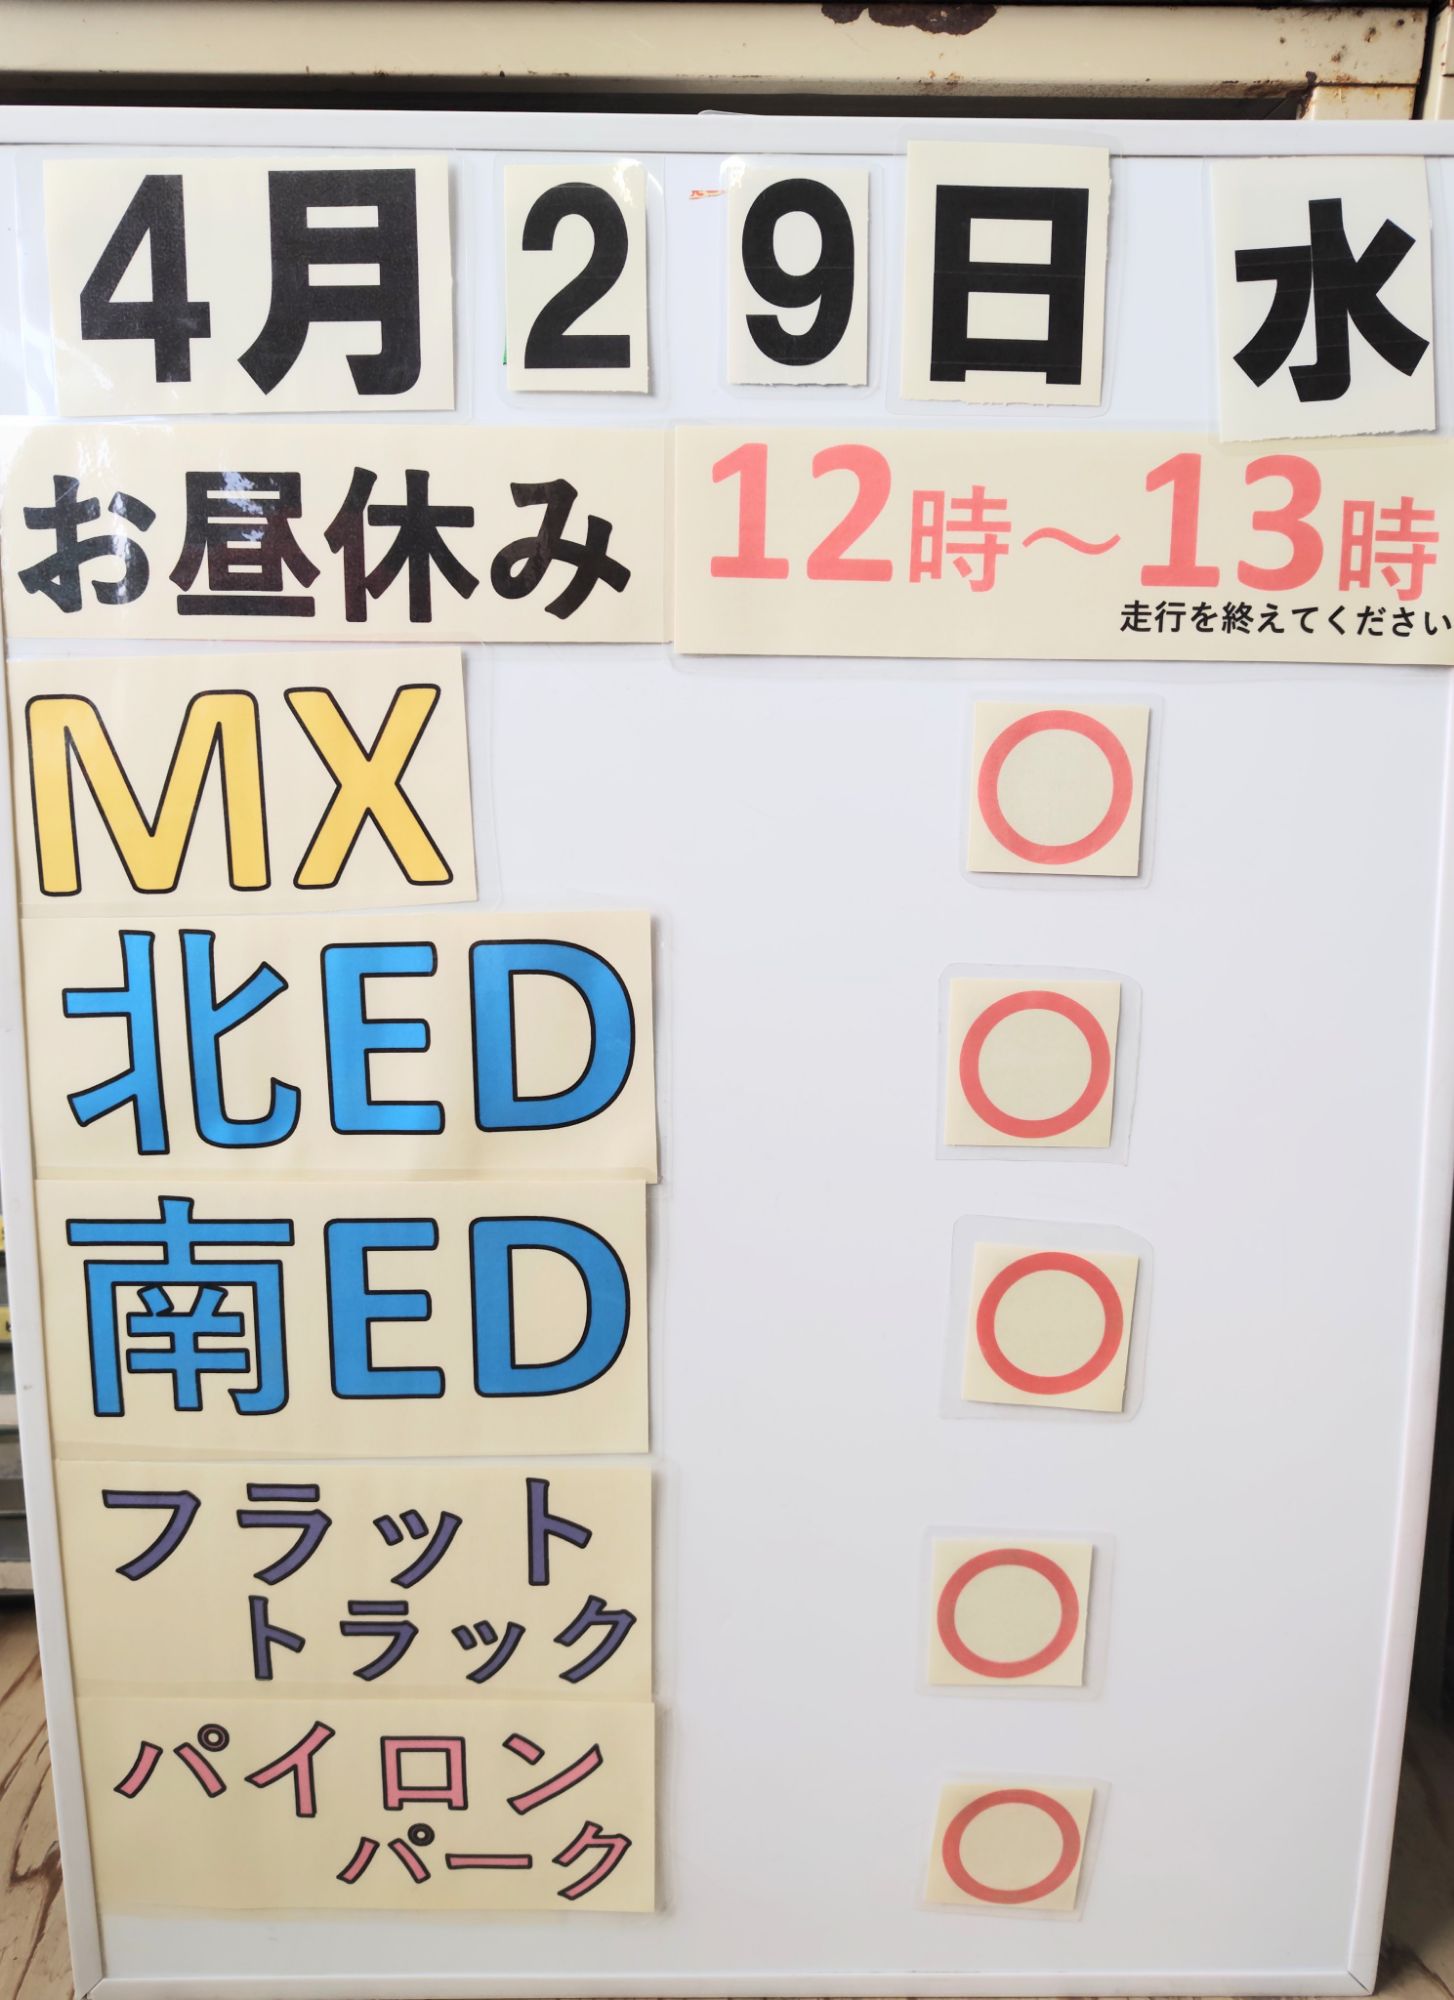 4月29日 水
お昼休み 12時～13時
走行を終えてください
MX ○
北ED ○
南ED ○
フラット
トラック ○
パイロン
パーク ○